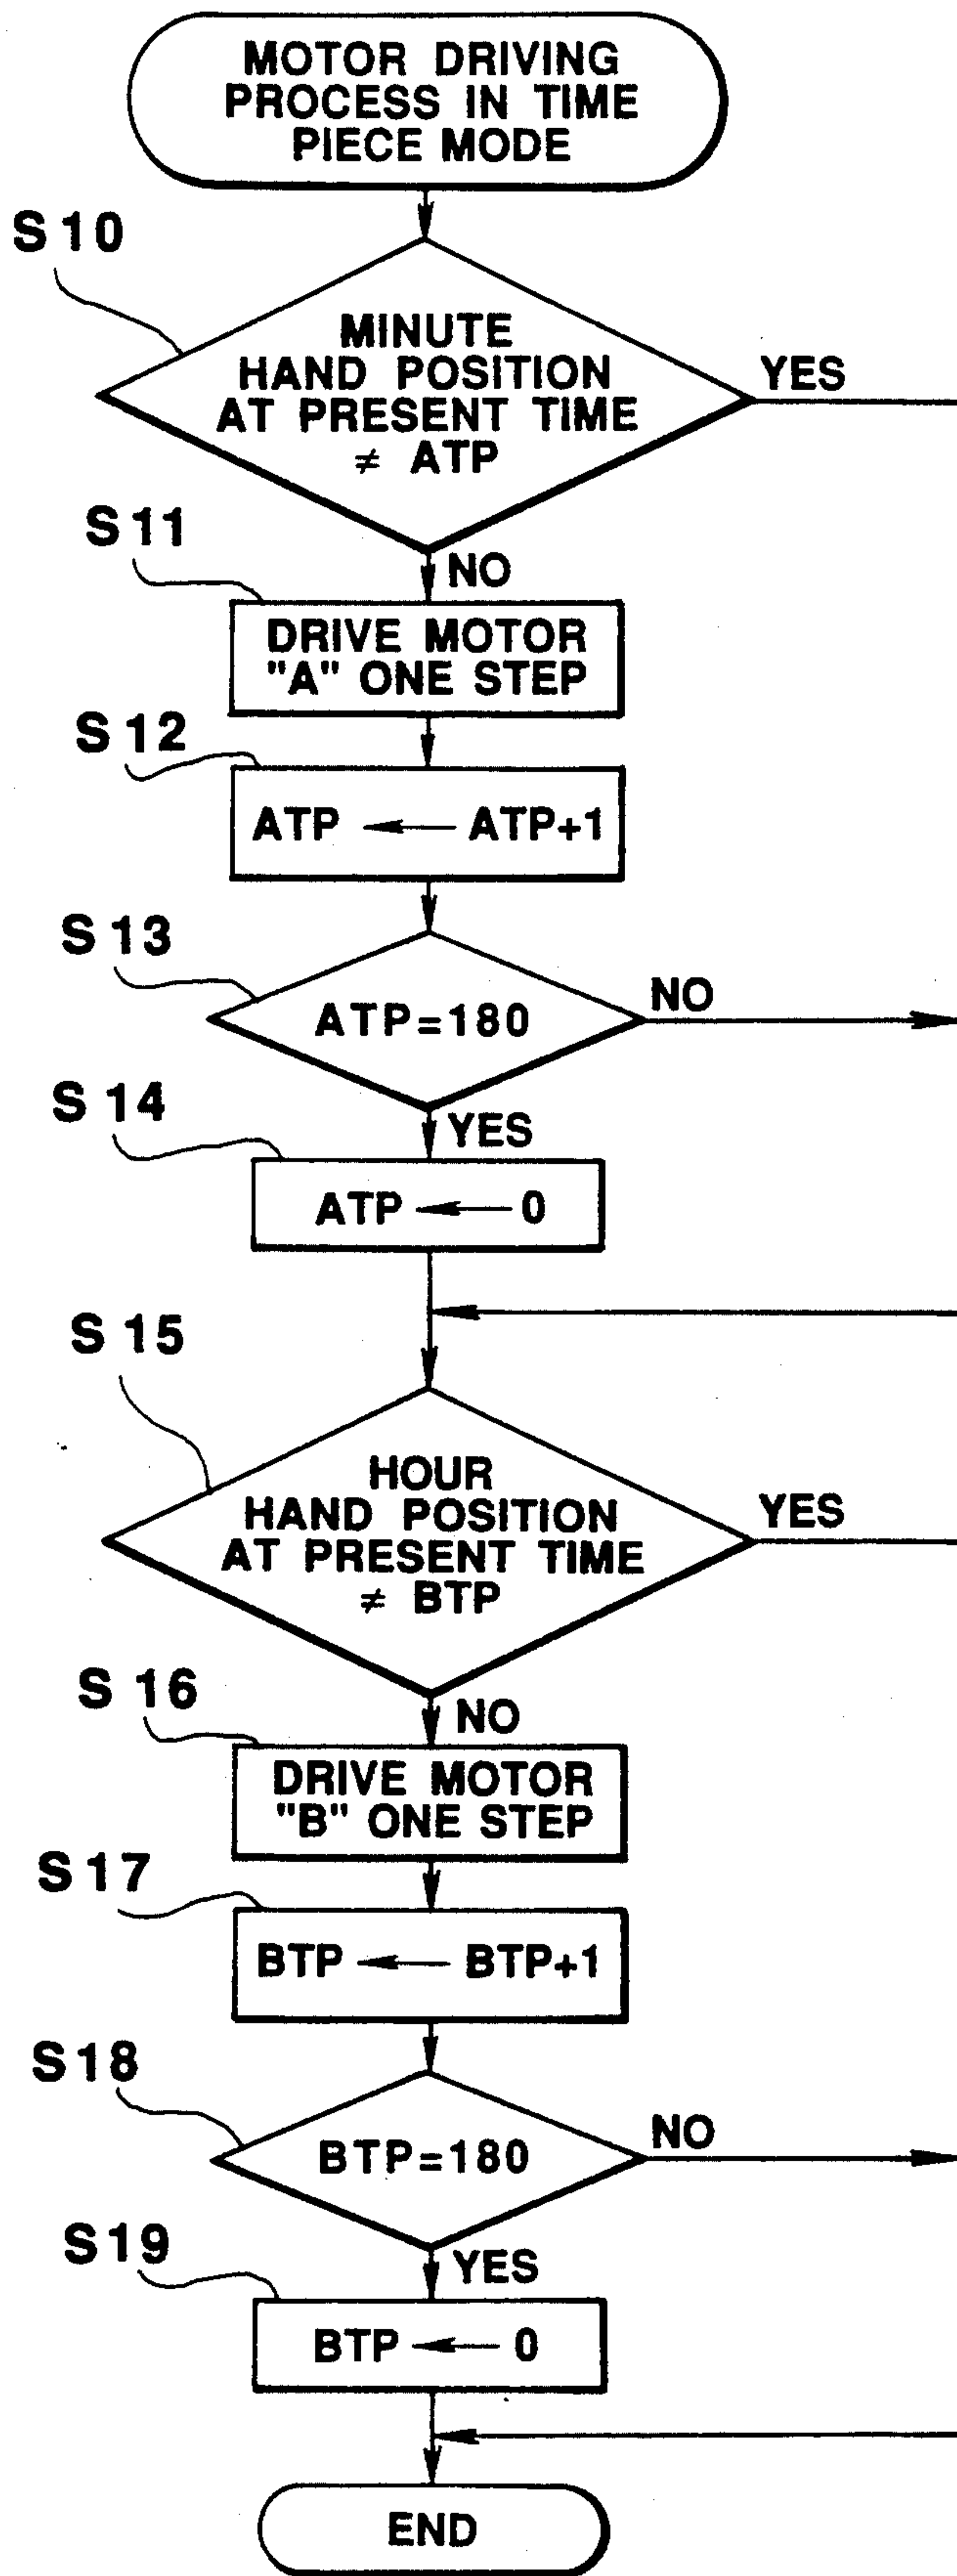 MOTOR DRIVING
PROCESS IN TIME
PIECE MODE
S10
MINUTE
HAND POSITION
AT PRESENT TIME
≠ ATP
YES
S11
NO
DRIVE MOTOR
"A" ONE STEP
S12
ATP ← ATP+1
S13
ATP=180
NO
S14
YES
ATP ← 0
S15
HOUR
HAND POSITION
AT PRESENT TIME
≠ BTP
YES
S16
NO
DRIVE MOTOR
"B" ONE STEP
S17
BTP ← BTP+1
S18
BTP=180
NO
S19
YES
BTP ← 0
END